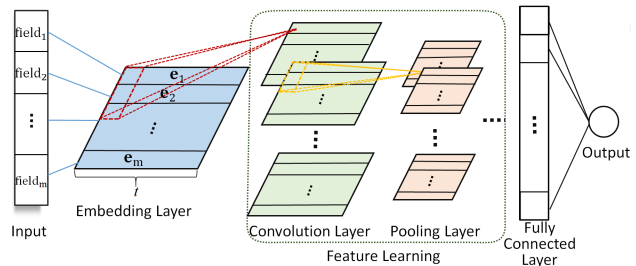 field1
field2
fieldm
Input
e1
e2
em
t
Embedding Layer
Convolution Layer
Pooling Layer
Feature Learning
Fully
Connected
Layer
Output